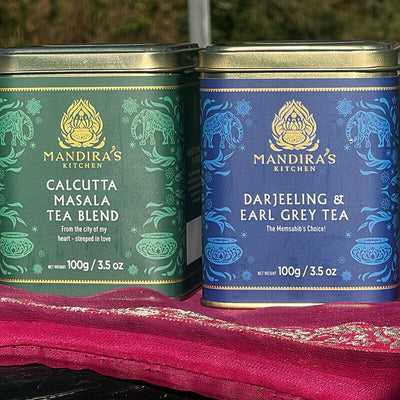 MANDIRA'S
KITCHEN
CALCUTTA
MASALA
TEA BLEND
From the city of my
heart - steeped in love
NET WEIGHT 100g / 3.5 oz
MANDIRA'S
KITCHEN
DARJEELING &
EARL GREY TEA
The Memsahib's Choice!
NET WEIGHT 100g / 3.5 oz